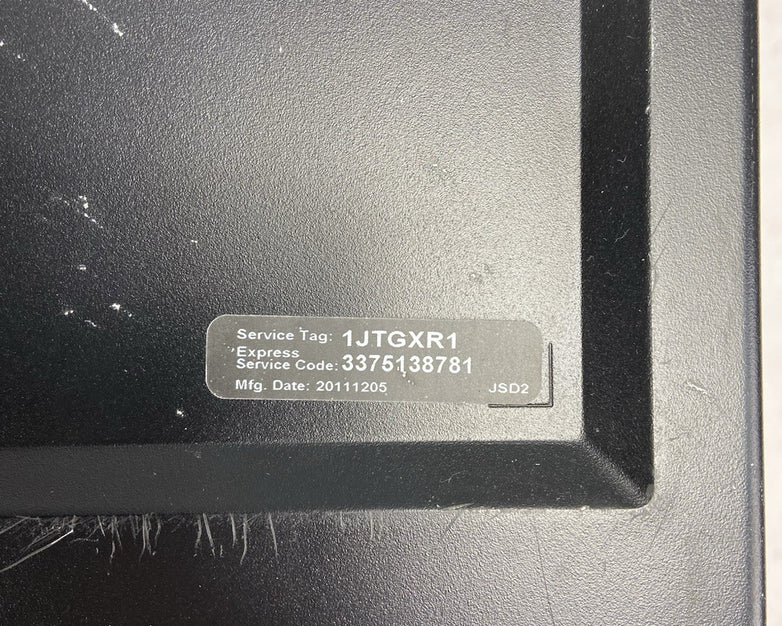 Service Tag: 1JTGXR1
Express
Service Code: 3375138781
Mfg. Date: 20111205 JSD2